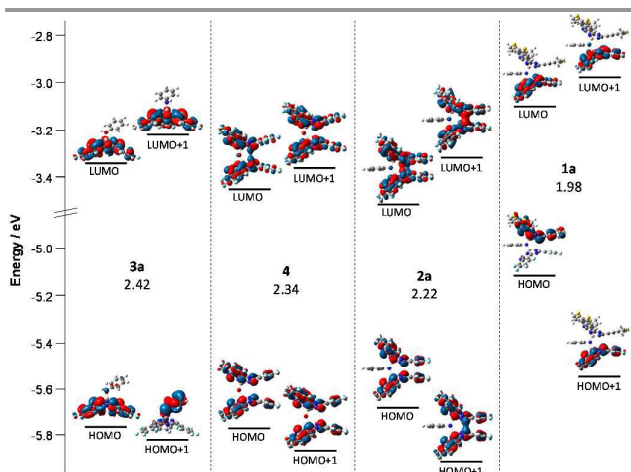 Energy / eV
-2.8
-3.0
-3.2
-3.4
-5.0
-5.2
-5.4
-5.6
-5.8
LUMO
LUMO+1
3a
2.42
HOMO
HOMO+1
LUMO
LUMO+1
4
2.34
HOMO
HOMO+1
LUMO
LUMO+1
2a
2.22
HOMO
HOMO+1
LUMO
LUMO+1
1a
1.98
HOMO
HOMO+1